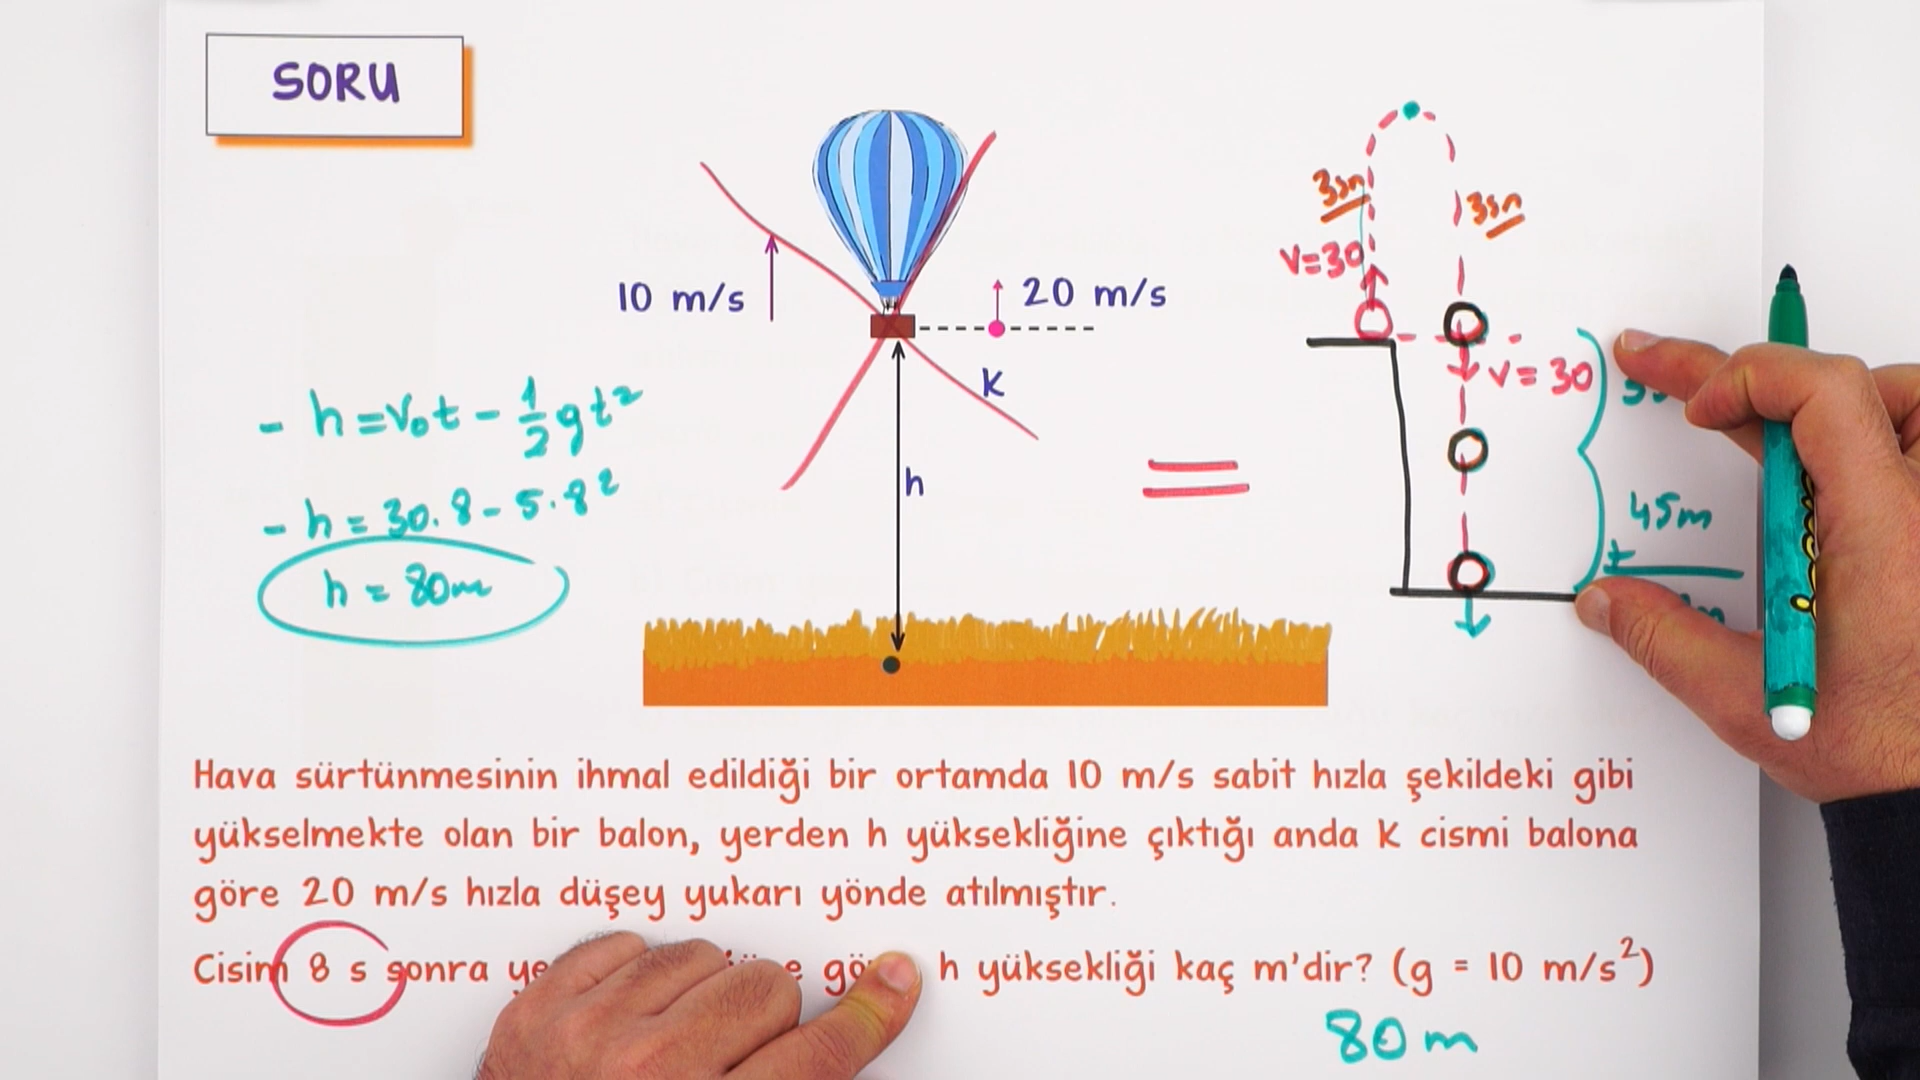 SORU
10 m/s
20 m/s
K
h
- h = V₀t - 1/2 gt²
- h = 30.8 - 5.8²
h = 80m
3sn
3sn
V=30
V=30
45m
+
Hava sürtünmesinin ihmal edildiği bir ortamda 10 m/s sabit hızla şekildeki gibi
yükselmekte olan bir balon, yerden h yüksekliğine çıktığı anda K cismi balona
göre 20 m/s hızla düşey yukarı yönde atılmıştır.
Cisim 8 s sonra h yüksekliği kaç m'dir? (g = 10 m/s²)
80 m